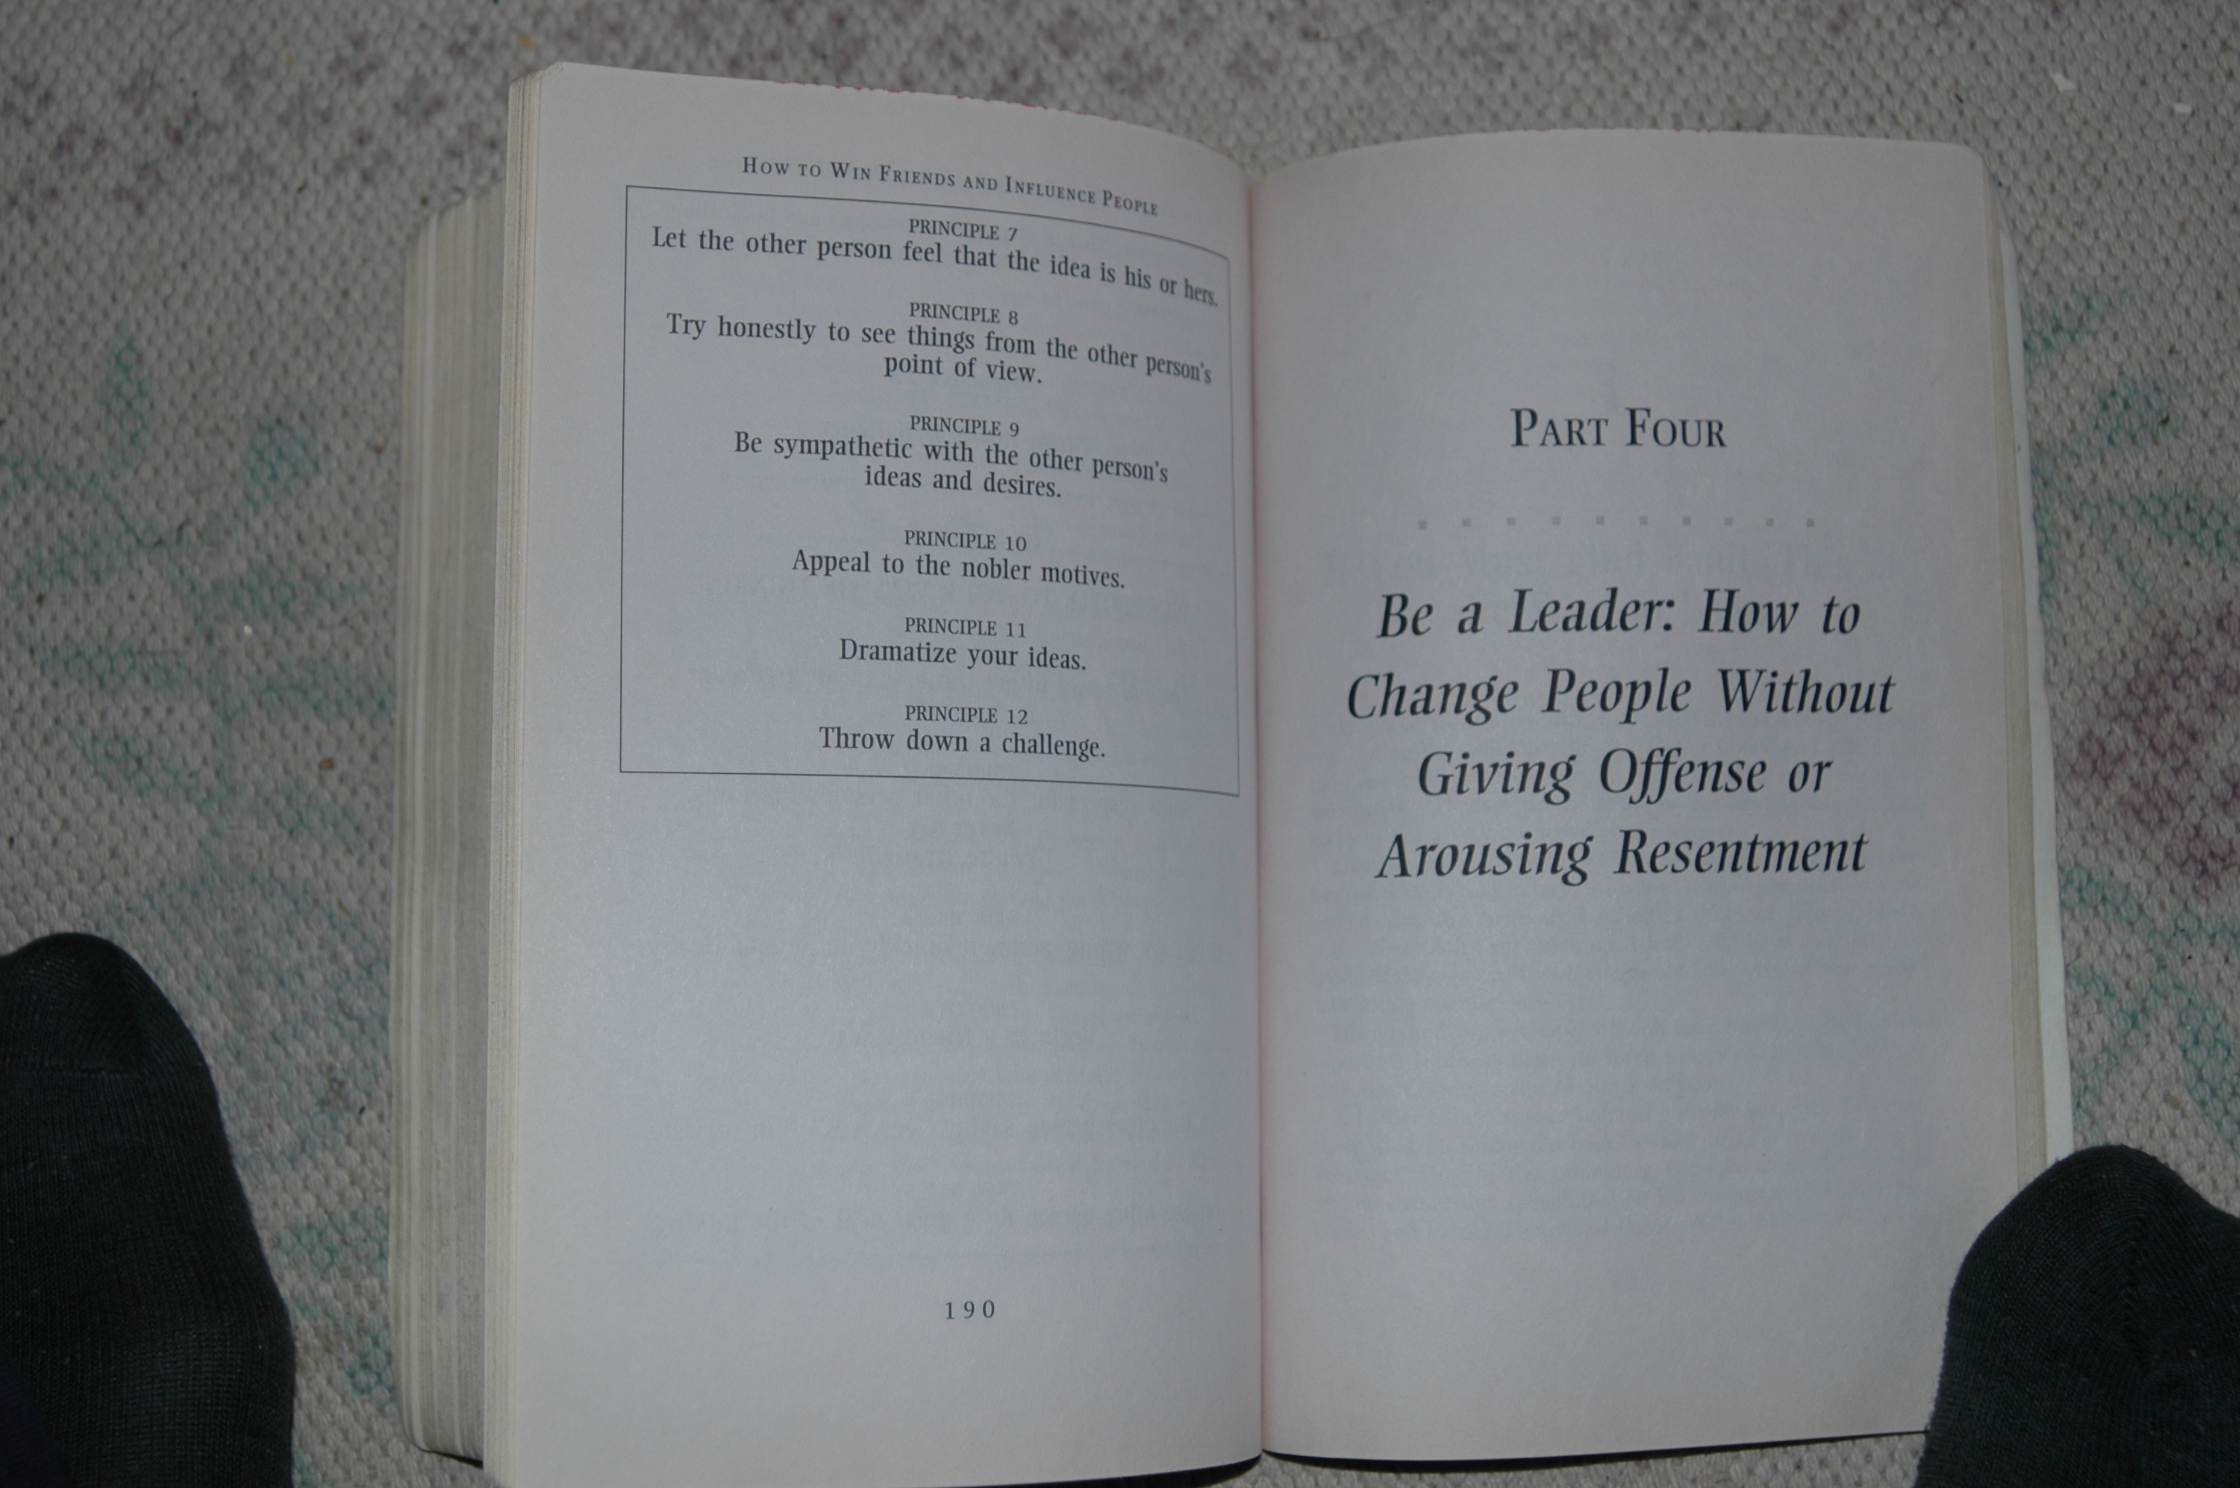 How to Win Friends and Influence People
PRINCIPLE 7
Let the other person feel that the idea is his or hers.
PRINCIPLE 8
Try honestly to see things from the other person's
point of view.
PRINCIPLE 9
Be sympathetic with the other person's
ideas and desires.
PRINCIPLE 10
Appeal to the nobler motives.
PRINCIPLE 11
Dramatize your ideas.
PRINCIPLE 12
Throw down a challenge.
190
Part Four
Be a Leader: How to
Change People Without
Giving Offense or
Arousing Resentment